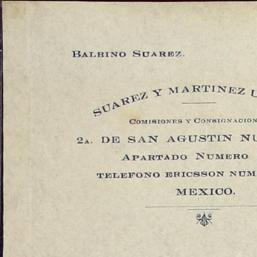 BALBINO SUAREZ.
SUAREZ Y MARTINEZ
COMISIONES Y CONSIGNACION
2A. DE SAN AGUSTIN NU
APARTADO NUMERO
TELEFONO ERICSSON NUM
MEXICO.